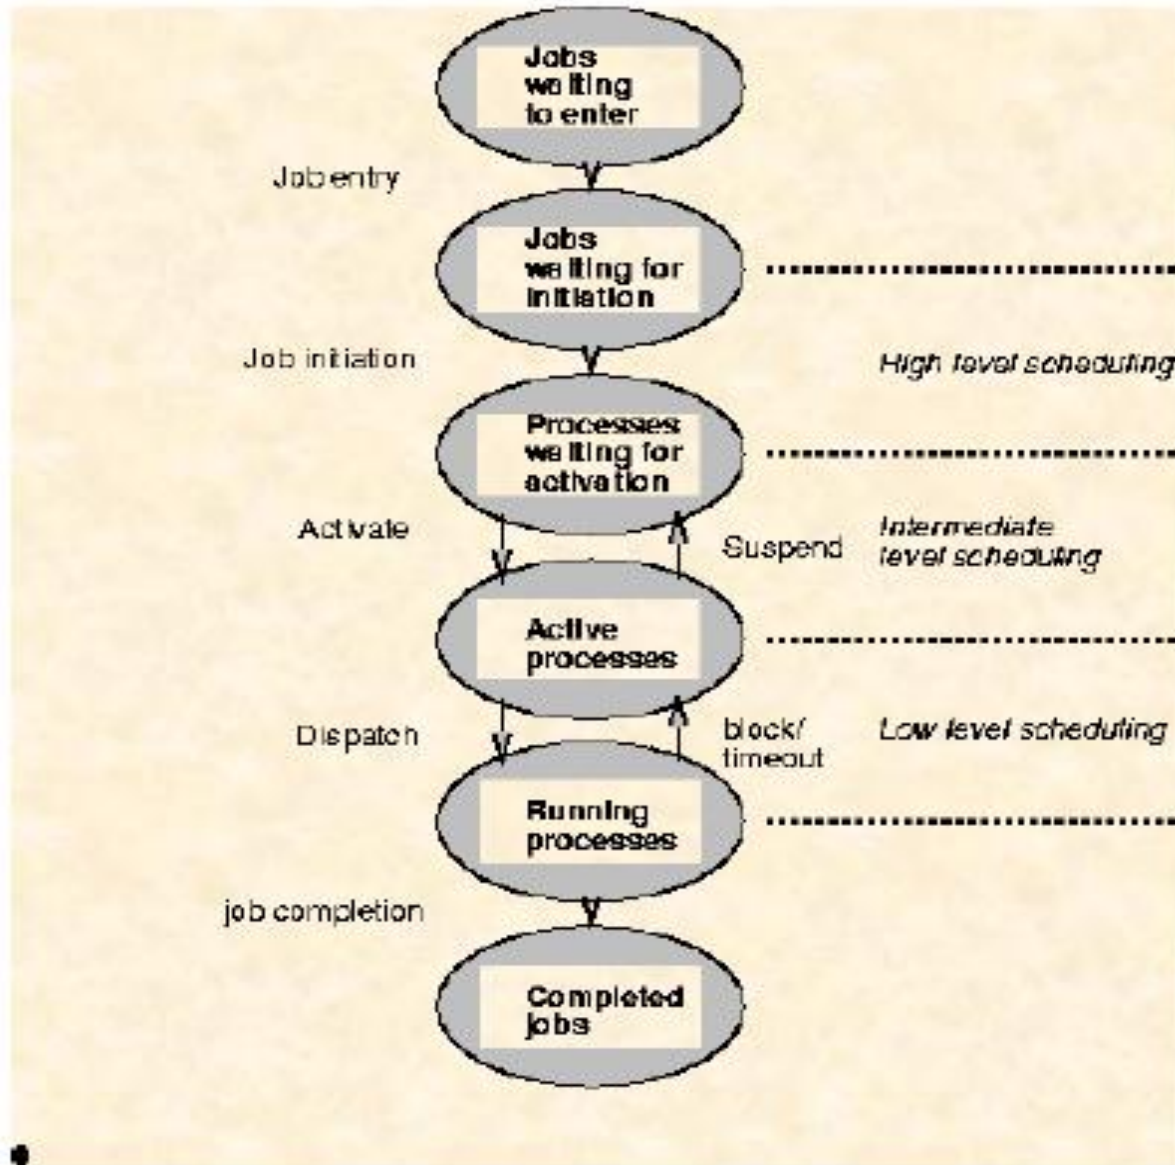 Jobs
waiting
to enter
Job entry
Jobs
waiting for
initiation
Job initiation
High level scheduling
Processes
waiting for
activation
Activate
Suspend
Intermediate
level scheduling
Active
processes
Dispatch
block/
timeout
Low level scheduling
Running
processes
job completion
Completed
jobs